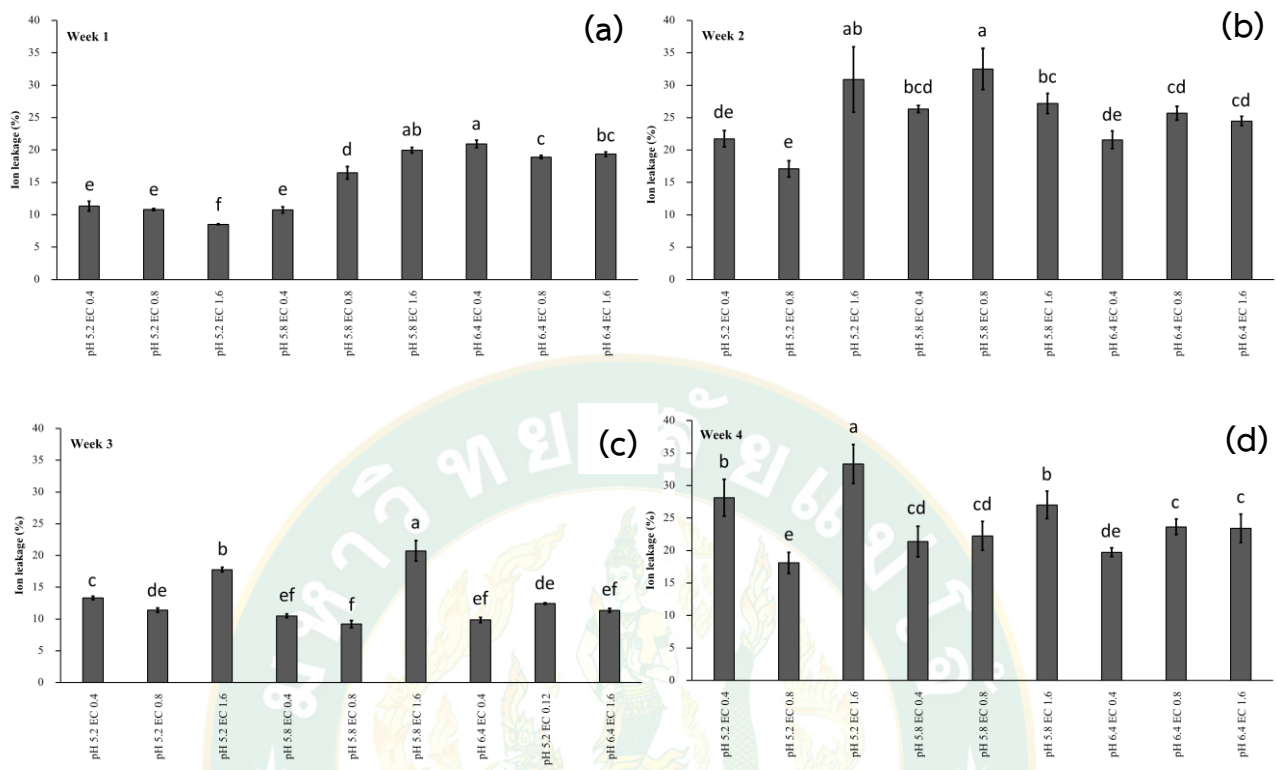 Week 1
(a)
Ion leakage (%)
40
35
30
25
20
15
10
5
0
e
e
f
e
d
ab
a
c
bc
pH 5.2 EC 0.4
pH 5.2 EC 0.8
pH 5.2 EC 1.6
pH 5.8 EC 0.4
pH 5.8 EC 0.8
pH 5.8 EC 1.6
pH 6.4 EC 0.4
pH 6.4 EC 0.8
pH 6.4 EC 1.6
Week 2
(b)
Ion leakage (%)
40
35
30
25
20
15
10
5
0
de
e
ab
bcd
a
bc
de
cd
cd
pH 5.2 EC 0.4
pH 5.2 EC 0.8
pH 5.2 EC 1.6
pH 5.8 EC 0.4
pH 5.8 EC 0.8
pH 5.8 EC 1.6
pH 6.4 EC 0.4
pH 6.4 EC 0.8
pH 6.4 EC 1.6
Week 3
(c)
Ion leakage (%)
40
35
30
25
20
15
10
5
0
c
de
b
ef
f
a
ef
de
ef
pH 5.2 EC 0.4
pH 5.2 EC 0.8
pH 5.2 EC 1.6
pH 5.8 EC 0.4
pH 5.8 EC 0.8
pH 5.8 EC 1.6
pH 6.4 EC 0.4
pH 5.2 EC 0.12
pH 6.4 EC 1.6
Week 4
(d)
Ion leakage (%)
40
35
30
25
20
15
10
5
0
b
e
a
cd
cd
b
de
c
c
pH 5.2 EC 0.4
pH 5.2 EC 0.8
pH 5.2 EC 1.6
pH 5.8 EC 0.4
pH 5.8 EC 0.8
pH 5.8 EC 1.6
pH 6.4 EC 0.4
pH 6.4 EC 0.8
pH 6.4 EC 1.6